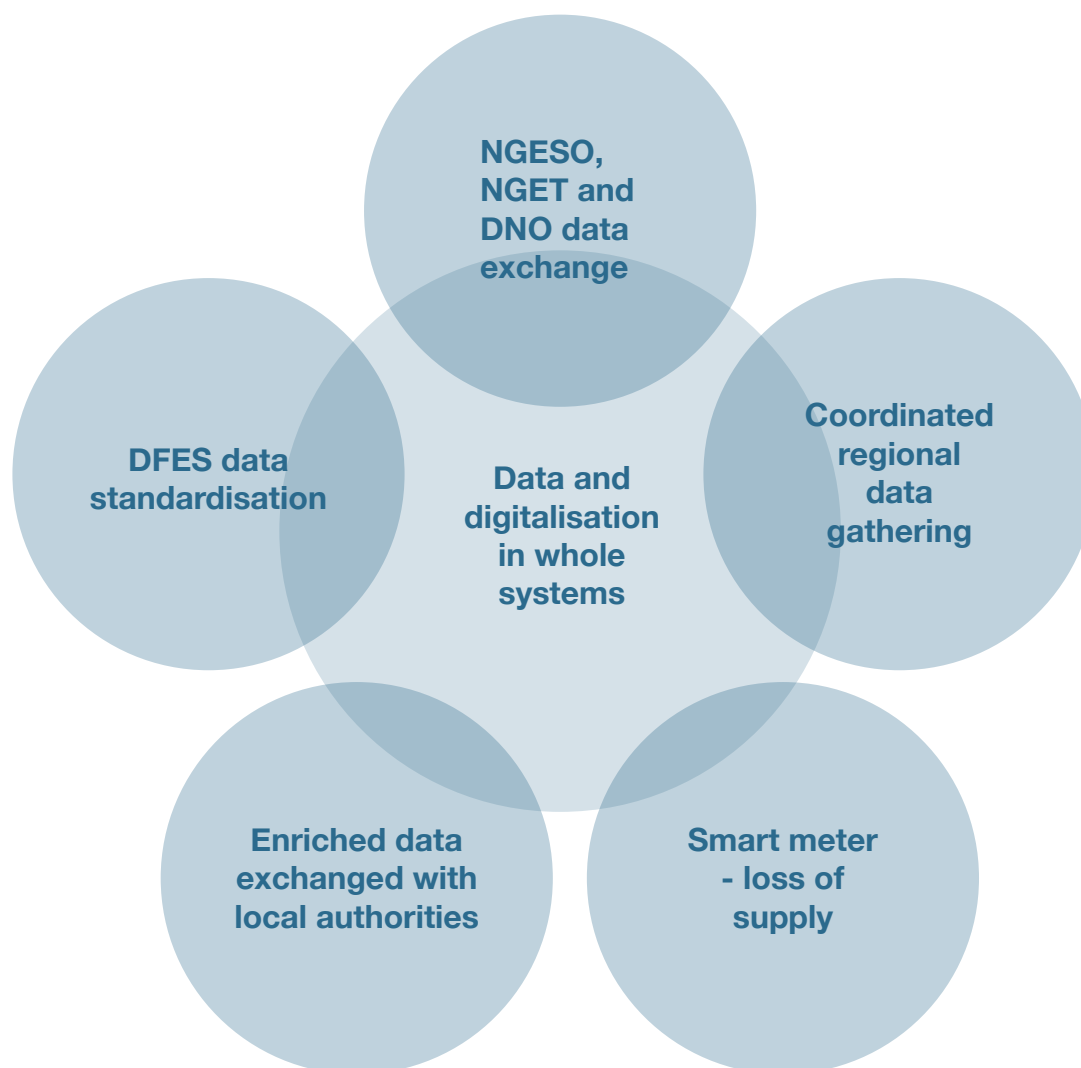 NGESO,
NGET and
DNO data
exchange
DFES data
standardisation
Data and
digitalisation
in whole
systems
Coordinated
regional
data
gathering
Enriched data
exchanged with
local authorities
Smart meter
- loss of
supply